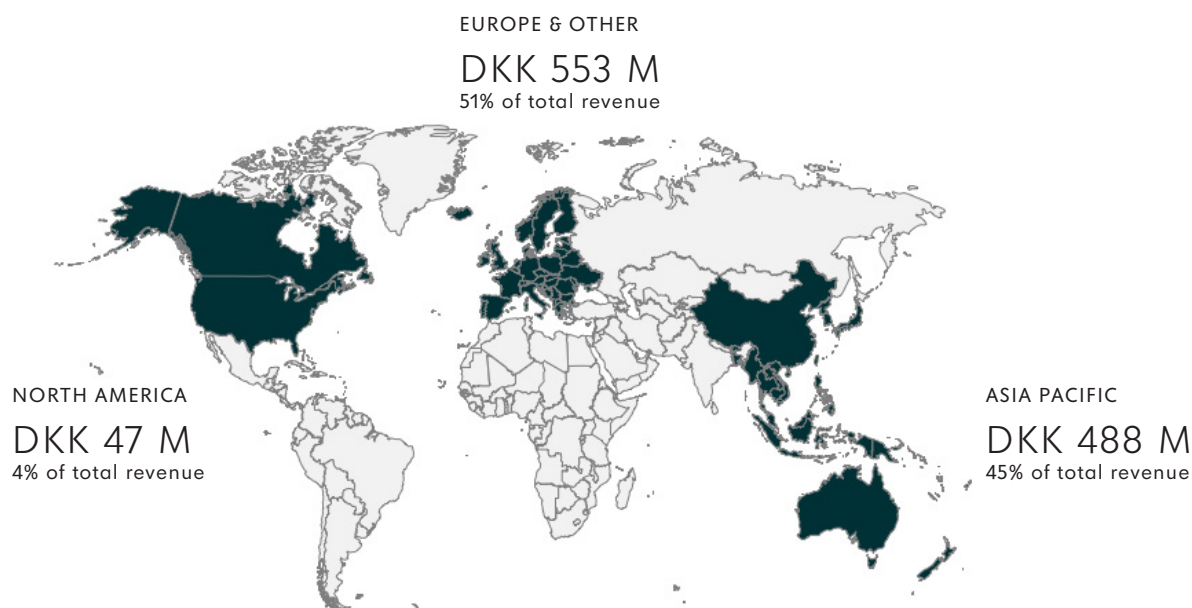 EUROPE & OTHER
DKK 553 M
51% of total revenue
NORTH AMERICA
DKK 47 M
4% of total revenue
ASIA PACIFIC
DKK 488 M
45% of total revenue